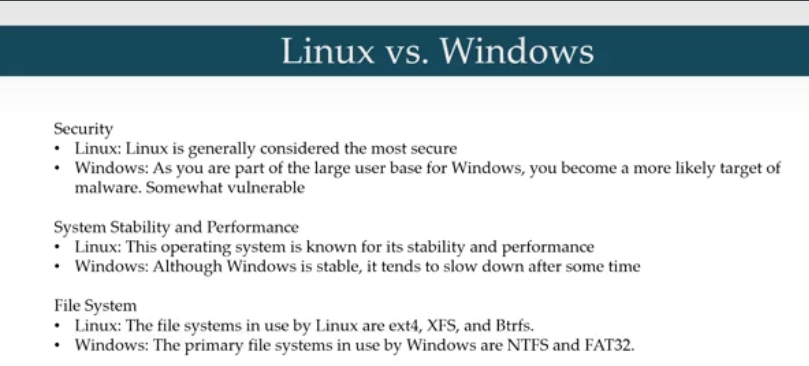 Linux vs. Windows
Security
• Linux: Linux is generally considered the most secure
• Windows: As you are part of the large user base for Windows, you become a more likely target of
malware. Somewhat vulnerable
System Stability and Performance
• Linux: This operating system is known for its stability and performance
• Windows: Although Windows is stable, it tends to slow down after some time
File System
• Linux: The file systems in use by Linux are ext4, XFS, and Btrfs.
• Windows: The primary file systems in use by Windows are NTFS and FAT32.